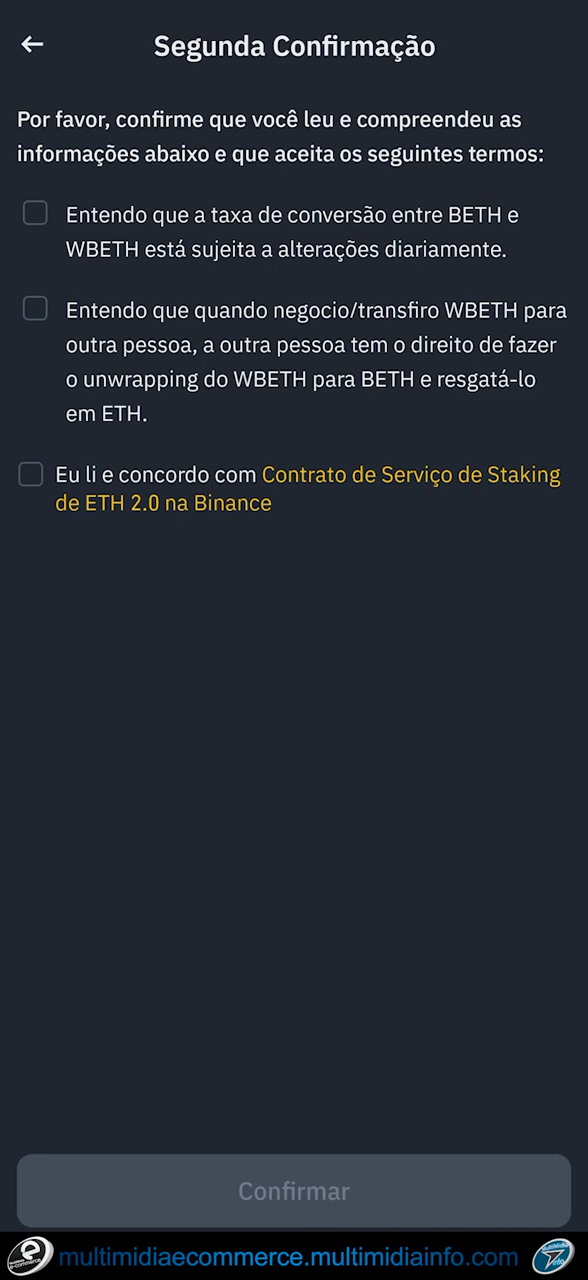 Segunda Confirmação
Por favor, confirme que você leu e compreendeu as
informações abaixo e que aceita os seguintes termos:
Entendo que a taxa de conversão entre BETH e
WBETH está sujeita a alterações diariamente.
Entendo que quando negocio/transfiro WBETH para
outra pessoa, a outra pessoa tem o direito de fazer
o unwrapping do WBETH para BETH e resgatá-lo
em ETH.
Eu li e concordo com Contrato de Serviço de Staking
de ETH 2.0 na Binance
Confirmar
multimidiaecommerce.multimidiainfo.com